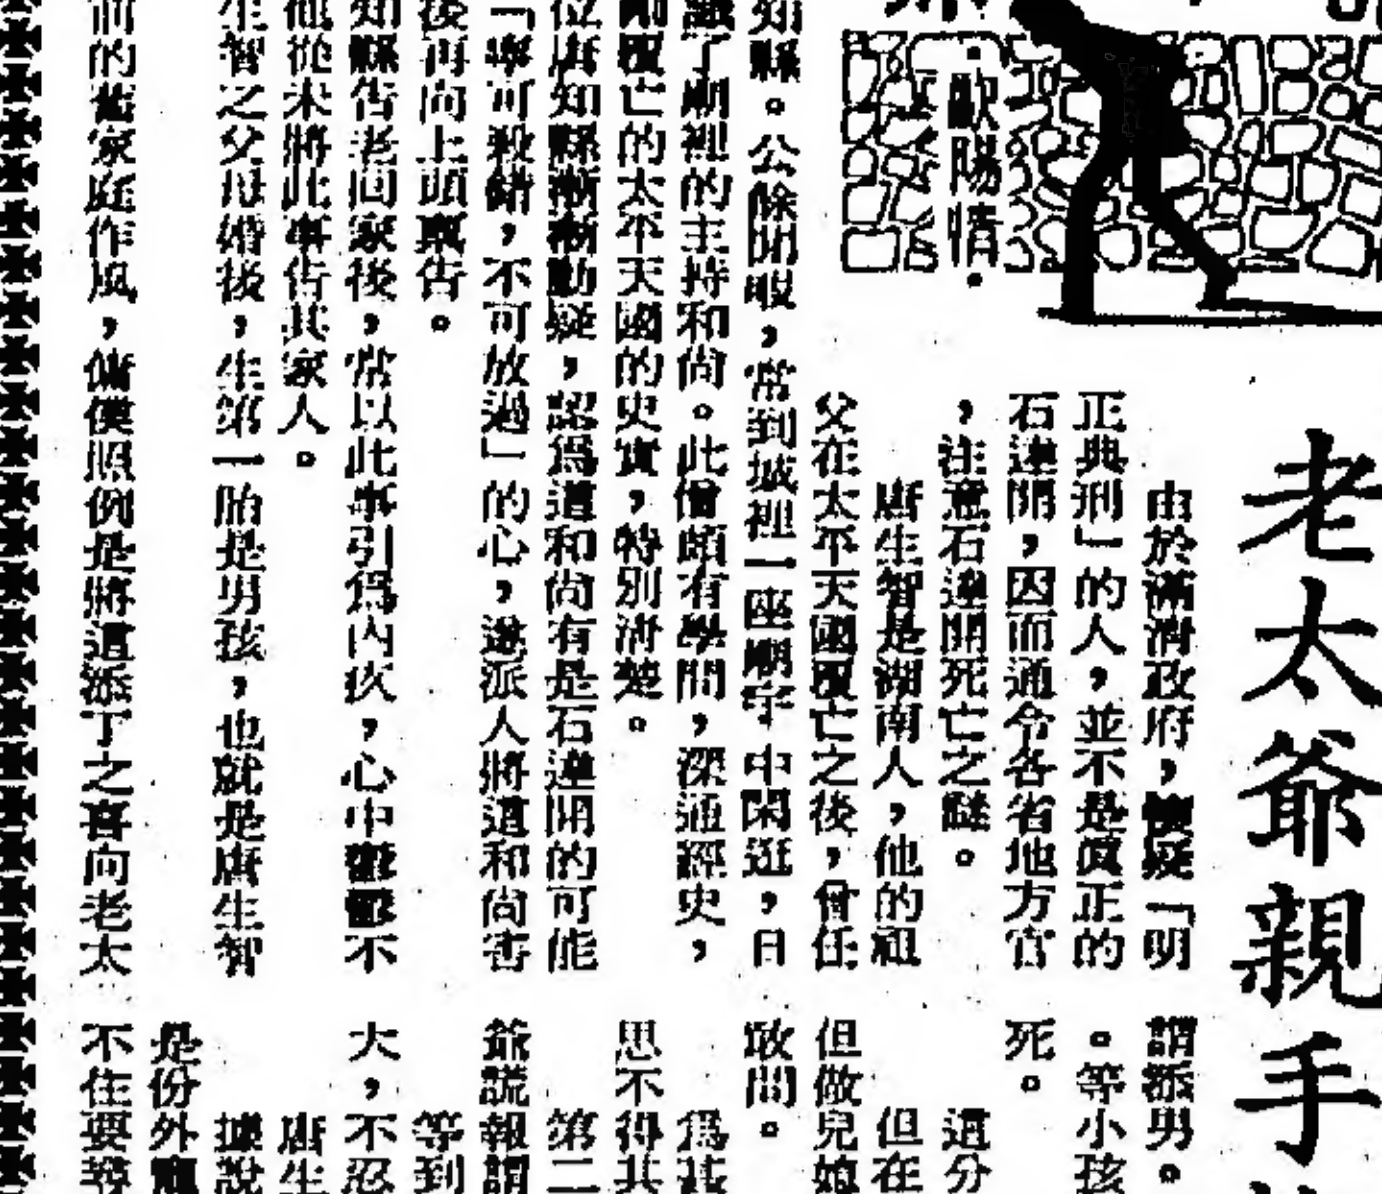 老太爺親手
·歐陽情·
由於滿清政府，懷疑「明
正典刑」的人，並不是眞正的
石達開，因而通令各省地方官
，注意石達開死亡之謎。
唐生智是湖南人，他的祖
父在太平天國覆亡之後，曾任
知縣。公餘閒暇，常到城裡一座廟宇中閑逛，日
識了廟裡的主持和尚。此僧頗有學問，深通經史，
剛覆亡的太平天國的史實，特別清楚。
位唐知縣漸漸動疑，認爲這和尚有是石達開的可能
「寧可殺錯，不可放過」的心，遂派人將這和尚害
後再向上頭稟告。
知縣告老回家後，常以此事引爲內疚，心中鬱鬱不
他從未將此事告其家人。
生智之父母婚後，生第一胎是男孩，也就是唐生智
前的舊家庭作風，傭僕照例是將這添丁之喜向老太
謂添男。
。等小孩
死。
這分
但在
但做兒媳
敢問。
爲甚
思不得其
第二
爺謊報謂
等到
大，不忍
唐生
據說
是份外寵
不住要說